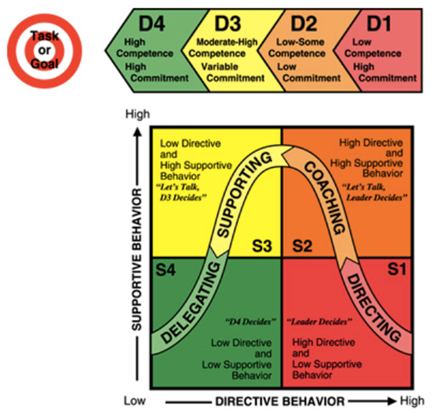 Task
or
Goal
D4
High
Competence
High
Commitment
D3
Moderate-High
Competence
Variable
Commitment
D2
Low-Some
Competence
Low
Commitment
D1
Low
Competence
High
Commitment
High
SUPPORTIVE BEHAVIOR
Low Directive
and
High Supportive
Behavior
“Let's Talk,
D3 Decides”
SUPPORTING
S3
High Directive
and
High Supportive
Behavior
“Let's Talk,
Leader Decides”
COACHING
S2
S4
DELEGATING
“D4 Decides”
Low Directive
and
Low Supportive
Behavior
S1
DIRECTING
“Leader Decides”
High Directive
and
Low Supportive
Behavior
Low
DIRECTIVE BEHAVIOR
High